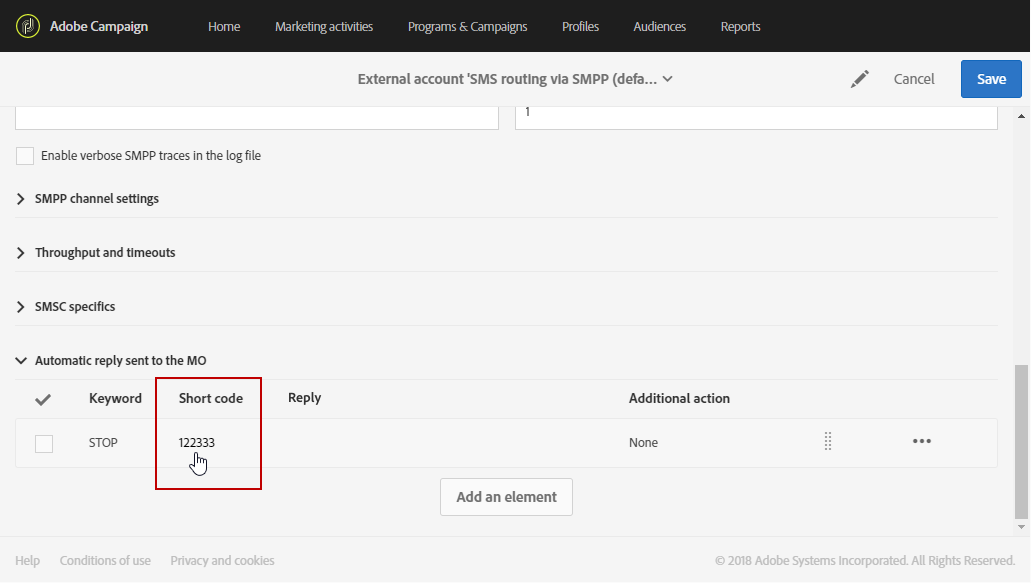 Adobe Campaign Home Marketing activities Programs & Campaigns Profiles Audiences Reports
External account 'SMS routing via SMPP (defa... Cancel Save
1
Enable verbose SMPP traces in the log file
SMPP channel settings
Throughput and timeouts
SMSC specifics
Automatic reply sent to the MO
Keyword Short code Reply Additional action
STOP 122333 None
Add an element
Help Conditions of use Privacy and cookies © 2018 Adobe Systems Incorporated. All Rights Reserved.